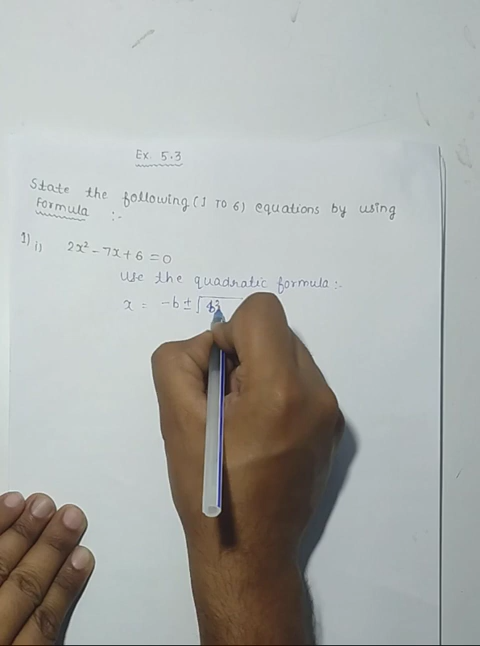 Ex. 5.3
State the following (1 TO 6) equations by using
Formula :-
1) i) 2x² - 7x + 6 = 0
Use the quadratic formula :-
x = -b ± √b²